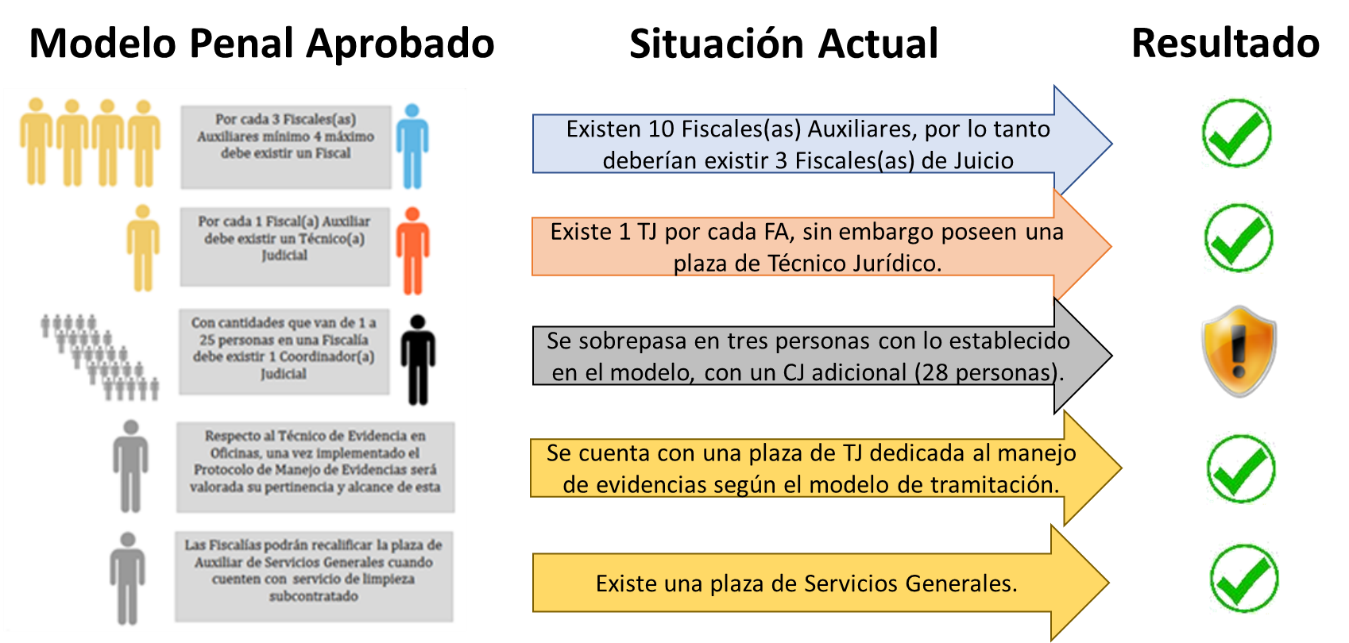 Modelo Penal Aprobado
Situación Actual
Resultado
Por cada 3 Fiscales(as)
Auxiliares mínimo 4 máximo
debe existir un Fiscal
Existen 10 Fiscales(as) Auxiliares, por lo tanto
deberían existir 3 Fiscales(as) de Juicio
Por cada 1 Fiscal(a) Auxiliar
debe existir un Técnico(a)
Judicial
Existe 1 TJ por cada FA, sin embargo poseen una
plaza de Técnico Jurídico.
Con cantidades que van de 1 a
25 personas en una Fiscalía
debe existir 1 Coordinador(a)
Judicial
Se sobrepasa en tres personas con lo establecido
en el modelo, con un CJ adicional (28 personas).
Respecto al Técnico de Evidencia en
Oficinas, una vez implementado el
Protocolo de Manejo de Evidencias será
valorada su pertinencia y alcance de esta
Se cuenta con una plaza de TJ dedicada al manejo
de evidencias según el modelo de tramitación.
Las Fiscalías podrán recalificar la plaza de
Auxiliar de Servicios Generales cuando
cuenten con servicio de limpieza
subcontratado
Existe una plaza de Servicios Generales.